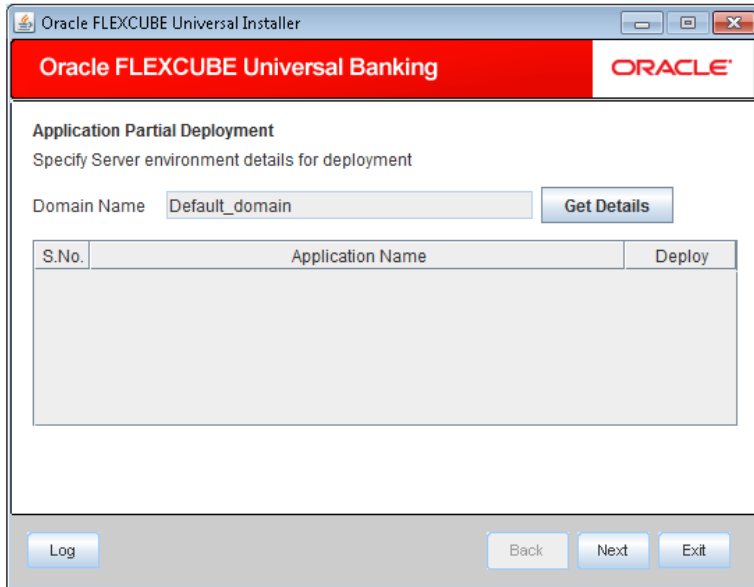 Oracle FLEXCUBE Universal Installer
Oracle FLEXCUBE Universal Banking ORACLE
Application Partial Deployment
Specify Server environment details for deployment
Domain Name Default_domain Get Details
S.No. Application Name Deploy
Log Back Next Exit